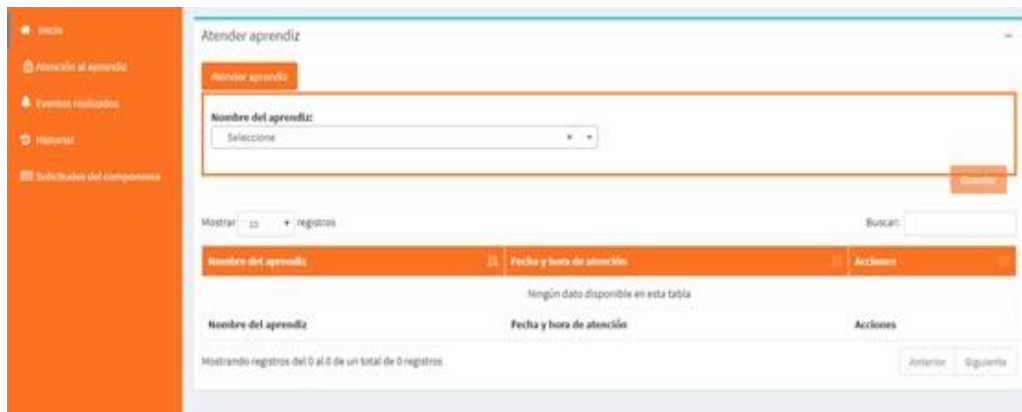 Inicio
Atención al aprendiz
Eventos realizados
Historial
Solicitudes del componente
Atender aprendiz
Atender aprendiz
Nombre del aprendiz:
Seleccione
Guardar
Mostrar 10 registros
Buscar:
Nombre del aprendiz Fecha y hora de atención Acciones
Ningún dato disponible en esta tabla
Nombre del aprendiz Fecha y hora de atención Acciones
Mostrando registros del 0 al 0 de un total de 0 registros
Anterior Siguiente